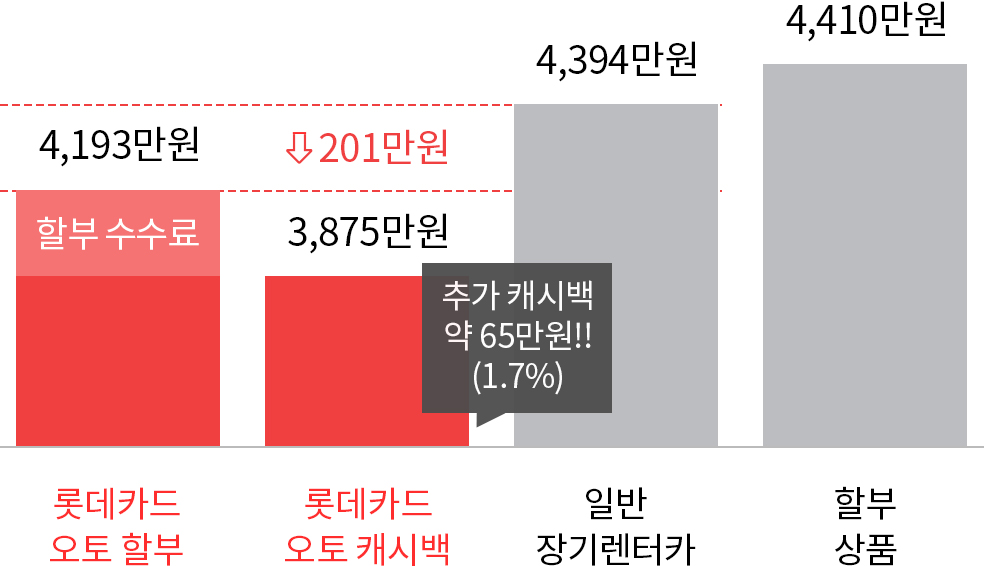 4,410만원
4,394만원
4,193만원
201만원
할부 수수료
3,875만원
추가 캐시백
약 65만원!!
(1.7%)
롯데카드
오토 할부
롯데카드
오토 캐시백
일반
장기렌터카
할부
상품